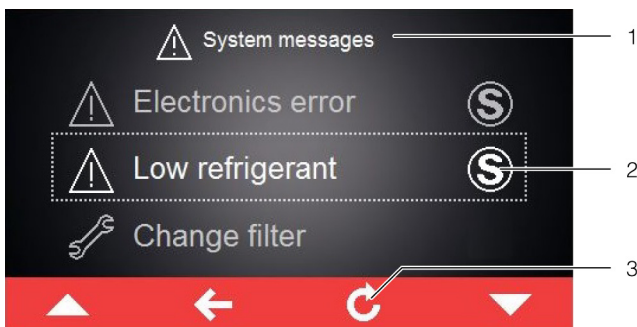 System messages
1
Electronics error
S
Low refrigerant
S
2
Change filter
3